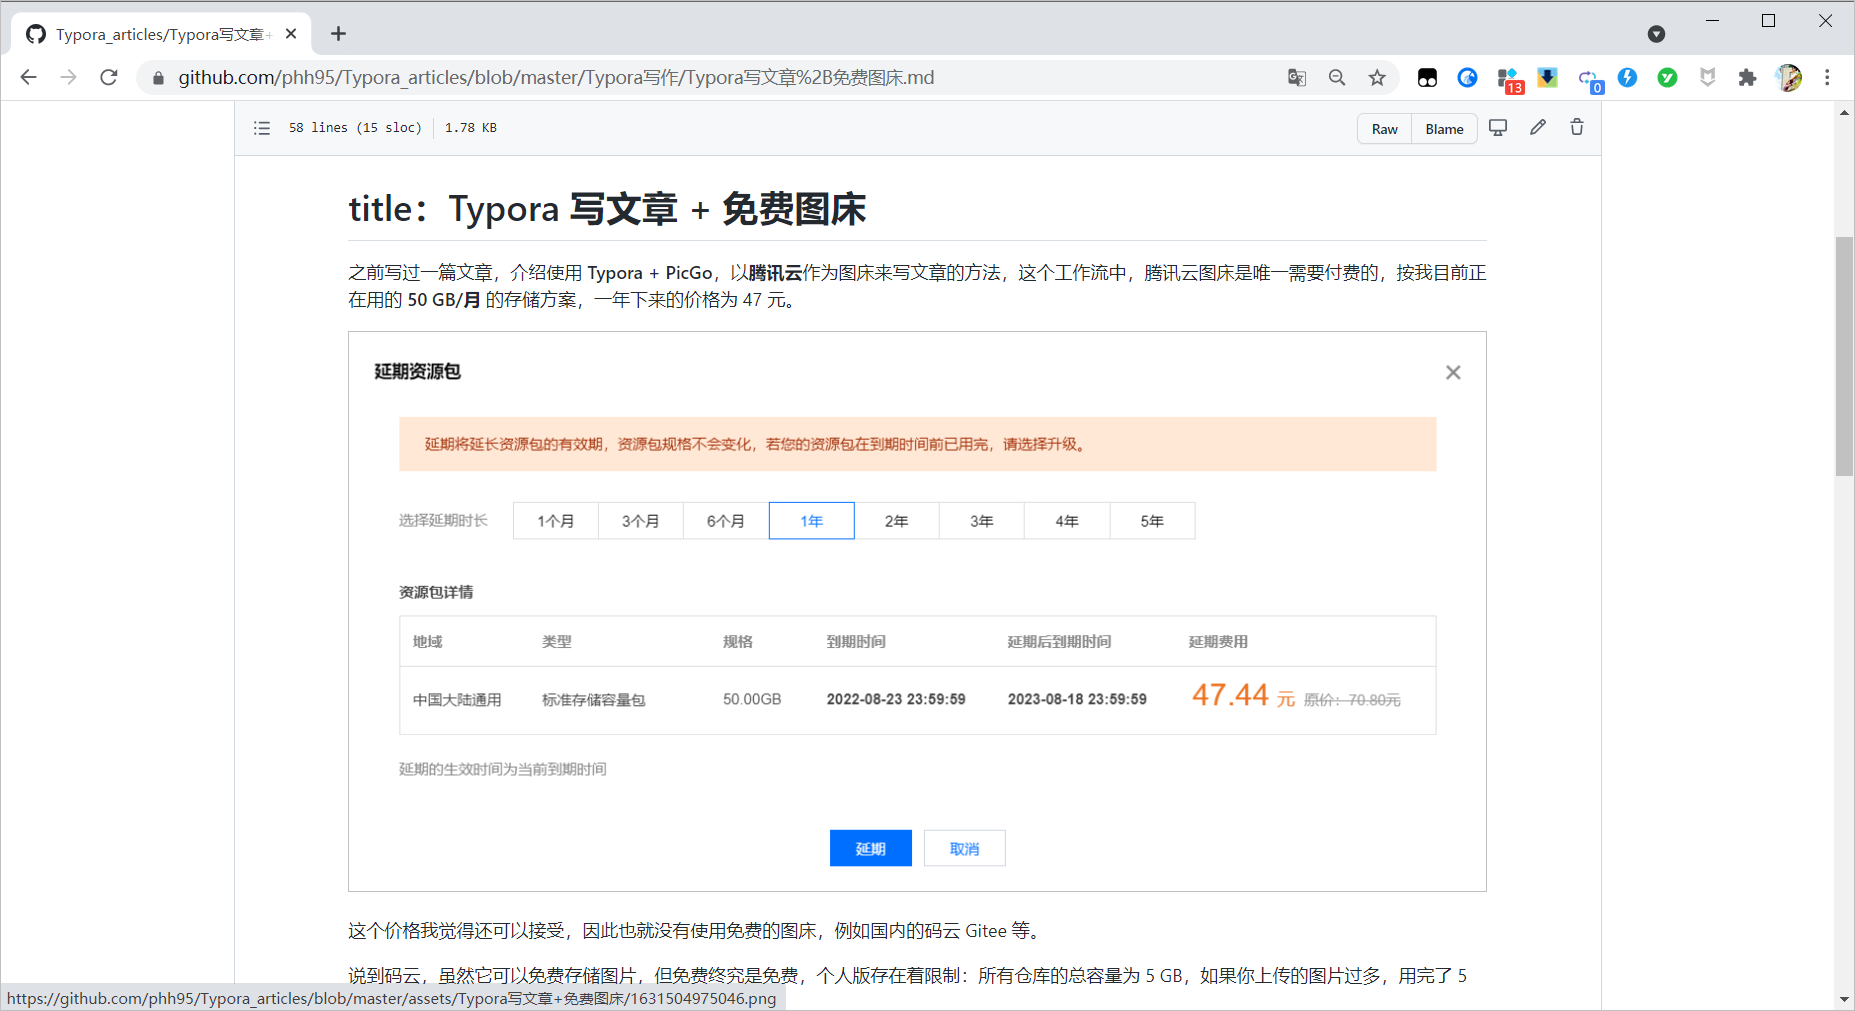 Typora_articles/Typora写文章+
github.com/phh95/Typora_articles/blob/master/Typora写作/Typora写文章%2B免费图床.md
13
0
58 lines (15 sloc)
1.78 KB
Raw
Blame
title：Typora 写文章 + 免费图床
之前写过一篇文章，介绍使用 Typora + PicGo，以腾讯云作为图床来写文章的方法，这个工作流中，腾讯云图床是唯一需要付费的，按我目前正
在用的 50 GB/月 的存储方案，一年下来的价格为 47 元。
延期资源包
延期将延长资源包的有效期，资源包规格不会变化，若您的资源包在到期时间前已用完，请选择升级。
选择延期时长 1个月 3个月 6个月 1年 2年 3年 4年 5年
资源包详情
地域 类型 规格 到期时间 延期后到期时间 延期费用
中国大陆通用 标准存储容量包 50.00GB 2022-08-23 23:59:59 2023-08-18 23:59:59 47.44 元 原价：70.80元
延期的生效时间为当前到期时间
延期 取消
这个价格我觉得还可以接受，因此也就没有使用免费的图床，例如国内的码云 Gitee 等。
说到码云，虽然它可以免费存储图片，但免费终究是免费，个人版存在着限制：所有仓库的总容量为 5 GB，如果你上传的图片过多，用完了 5
https://github.com/phh95/Typora_articles/blob/master/assets/Typora写文章+免费图床/1631504975046.png